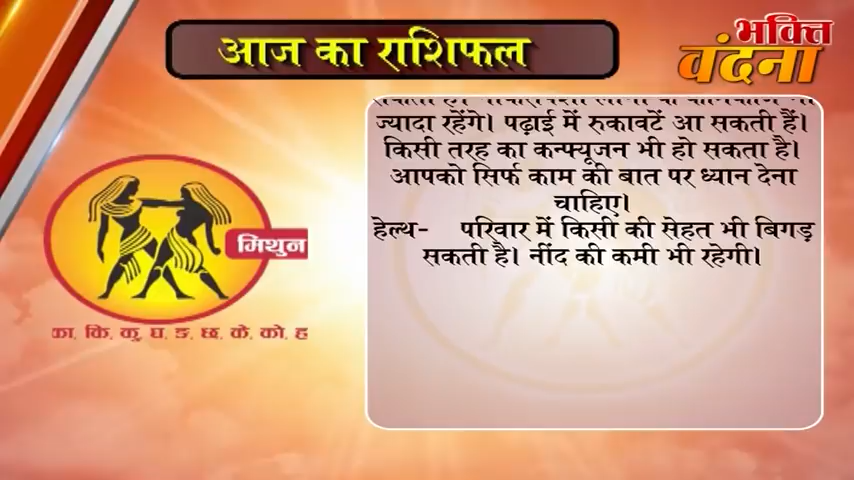 आज का राशिफल
भक्ति
वंदना
ज्यादा रहेंगे। पढ़ाई में रुकावटें आ सकती हैं।
किसी तरह का कन्फ्यूजन भी हो सकता है।
आपको सिर्फ काम की बात पर ध्यान देना
चाहिए।
हेल्थ- परिवार में किसी की सेहत भी बिगड़
सकती है। नींद की कमी भी रहेगी।
मिथुन
का, कि, कु, घ, ङ, छ, के, को, ह